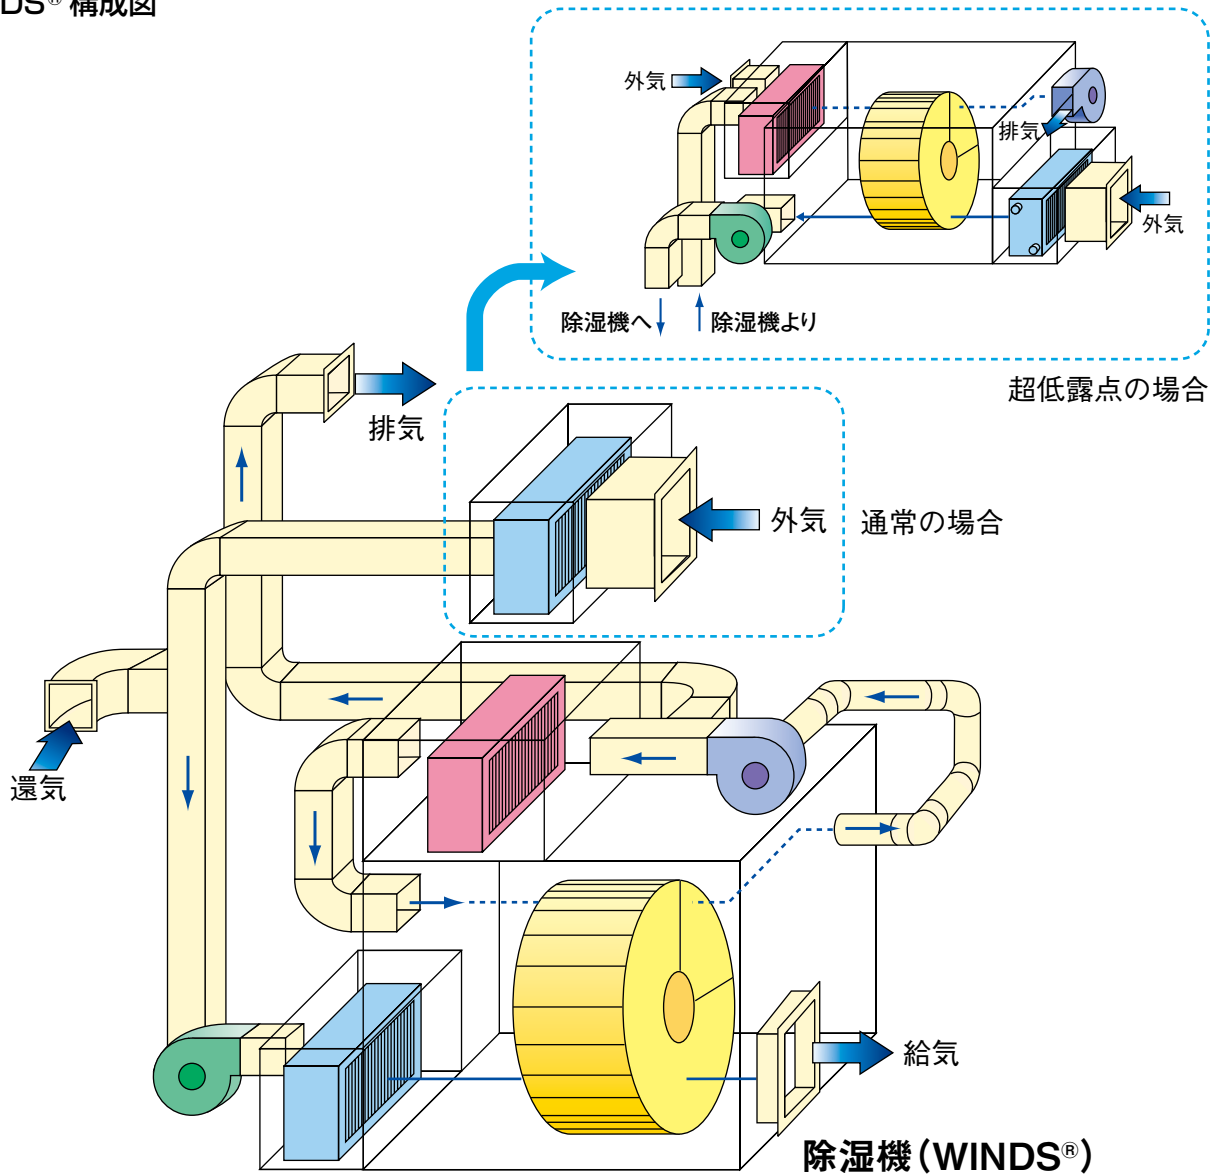 DS® 構成図
外気
排気
外気
除湿機へ
除湿機より
超低露点の場合
排気
外気
通常の場合
還気
給気
除湿機(WINDS®)